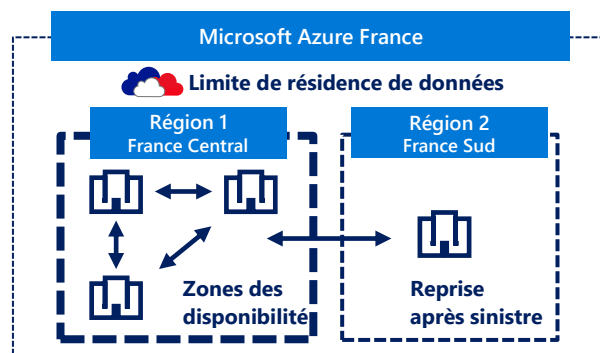 Microsoft Azure France
Limite de résidence de données
Région 1
France Central
Région 2
France Sud
Zones des
disponibilité
Reprise
après sinistre